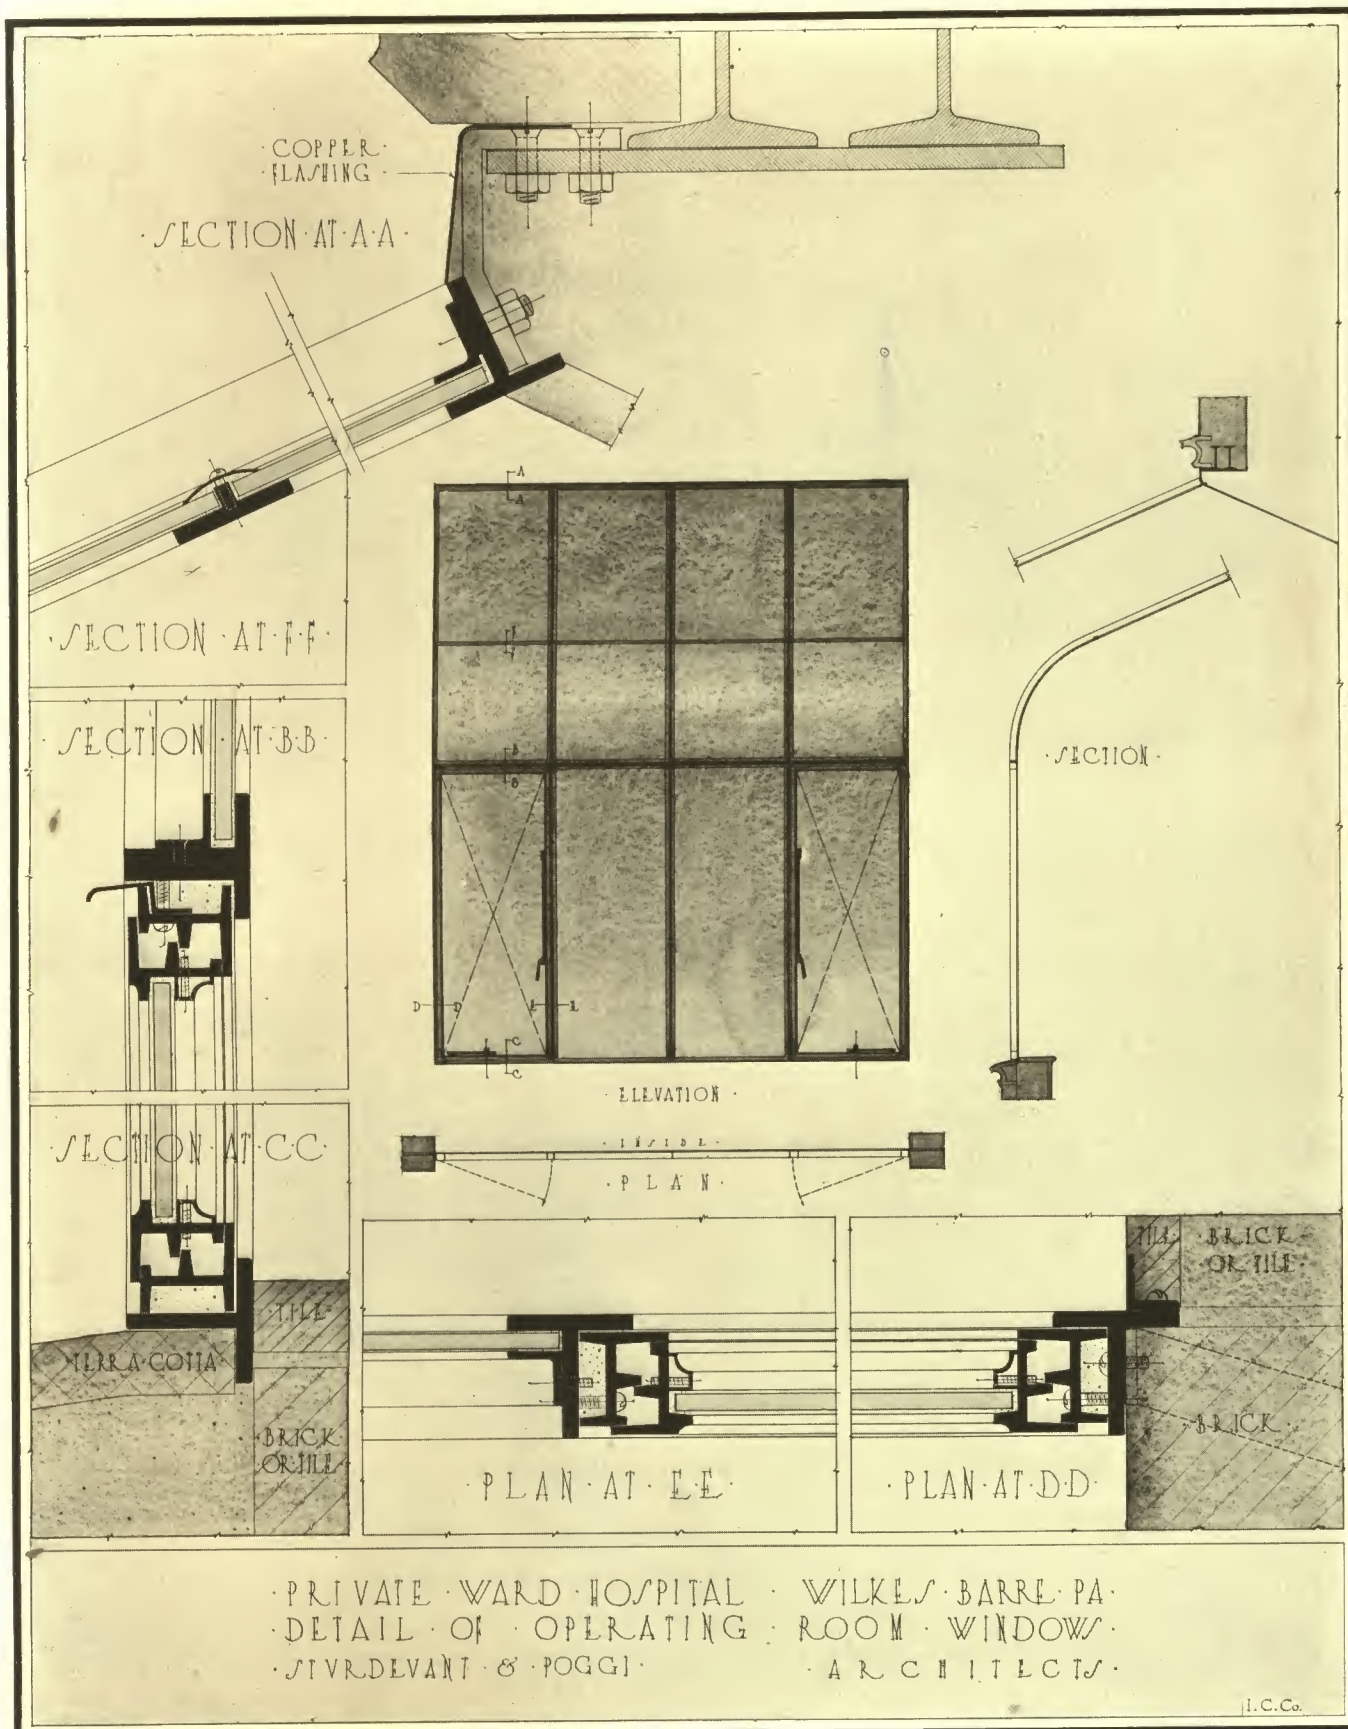 ·COPPER·
·FLASHING·
·SECTION·AT·A·A·
A
A
·SECTION·AT·F·F·
F
F
·SECTION·AT·B·B·
·SECTION·
B
B
D D E E
C
C
·ELEVATION·
·SECTION·AT·C·C·
·INSIDE·
·PLAN·
TILE·
·BRICK·
OR·TILE·
·TILE·
·TERRA·COTTA·
·BRICK·
·BRICK
OR·TILE·
·PLAN·AT·E·E·
·PLAN·AT·D·D·
·PRIVATE·WARD·HOSPITAL·WILKES·BARRE·PA·
·DETAIL·OF·OPERATING·ROOM·WINDOWS·
·STVRDEVANT·&·POGGI· ·ARCHITECTS·
I.C.Co.